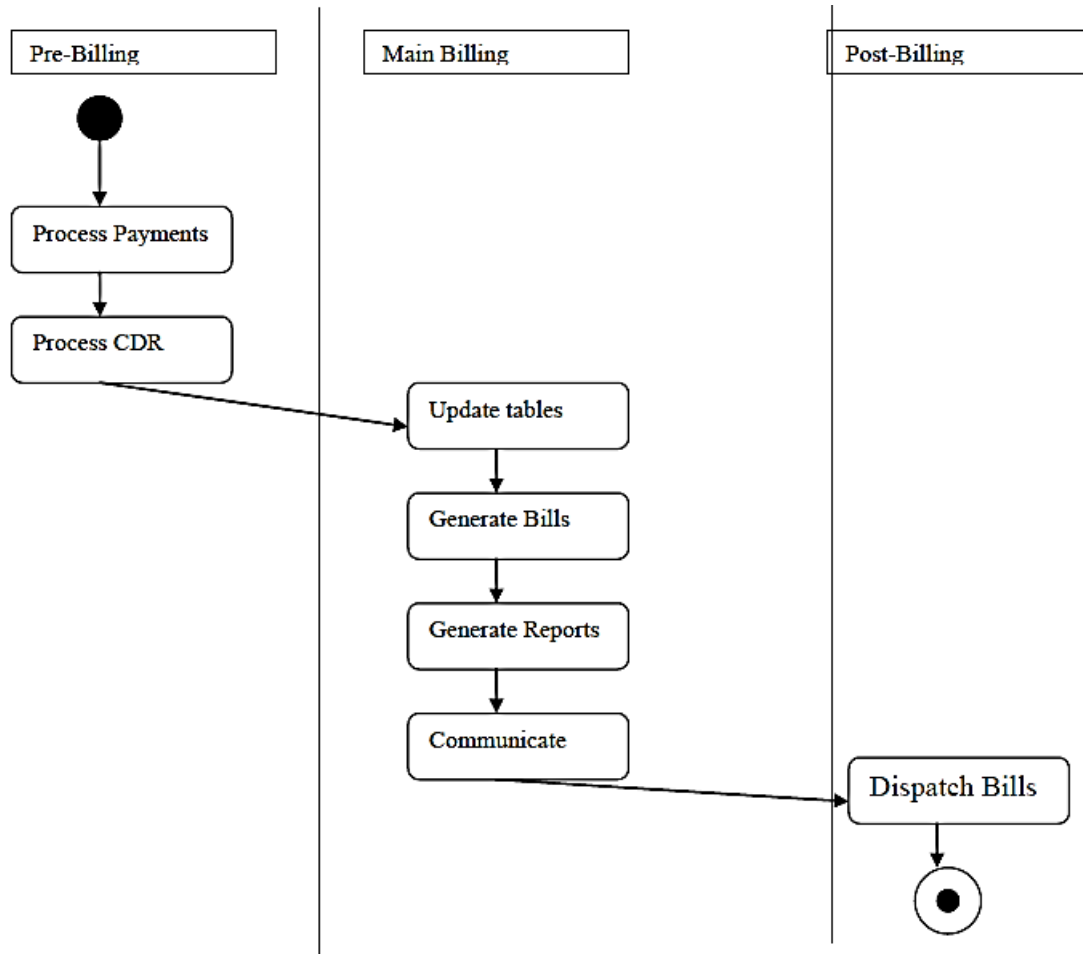 Pre-Billing
Main Billing
Post-Billing
Process Payments
Process CDR
Update tables
Generate Bills
Generate Reports
Communicate
Dispatch Bills